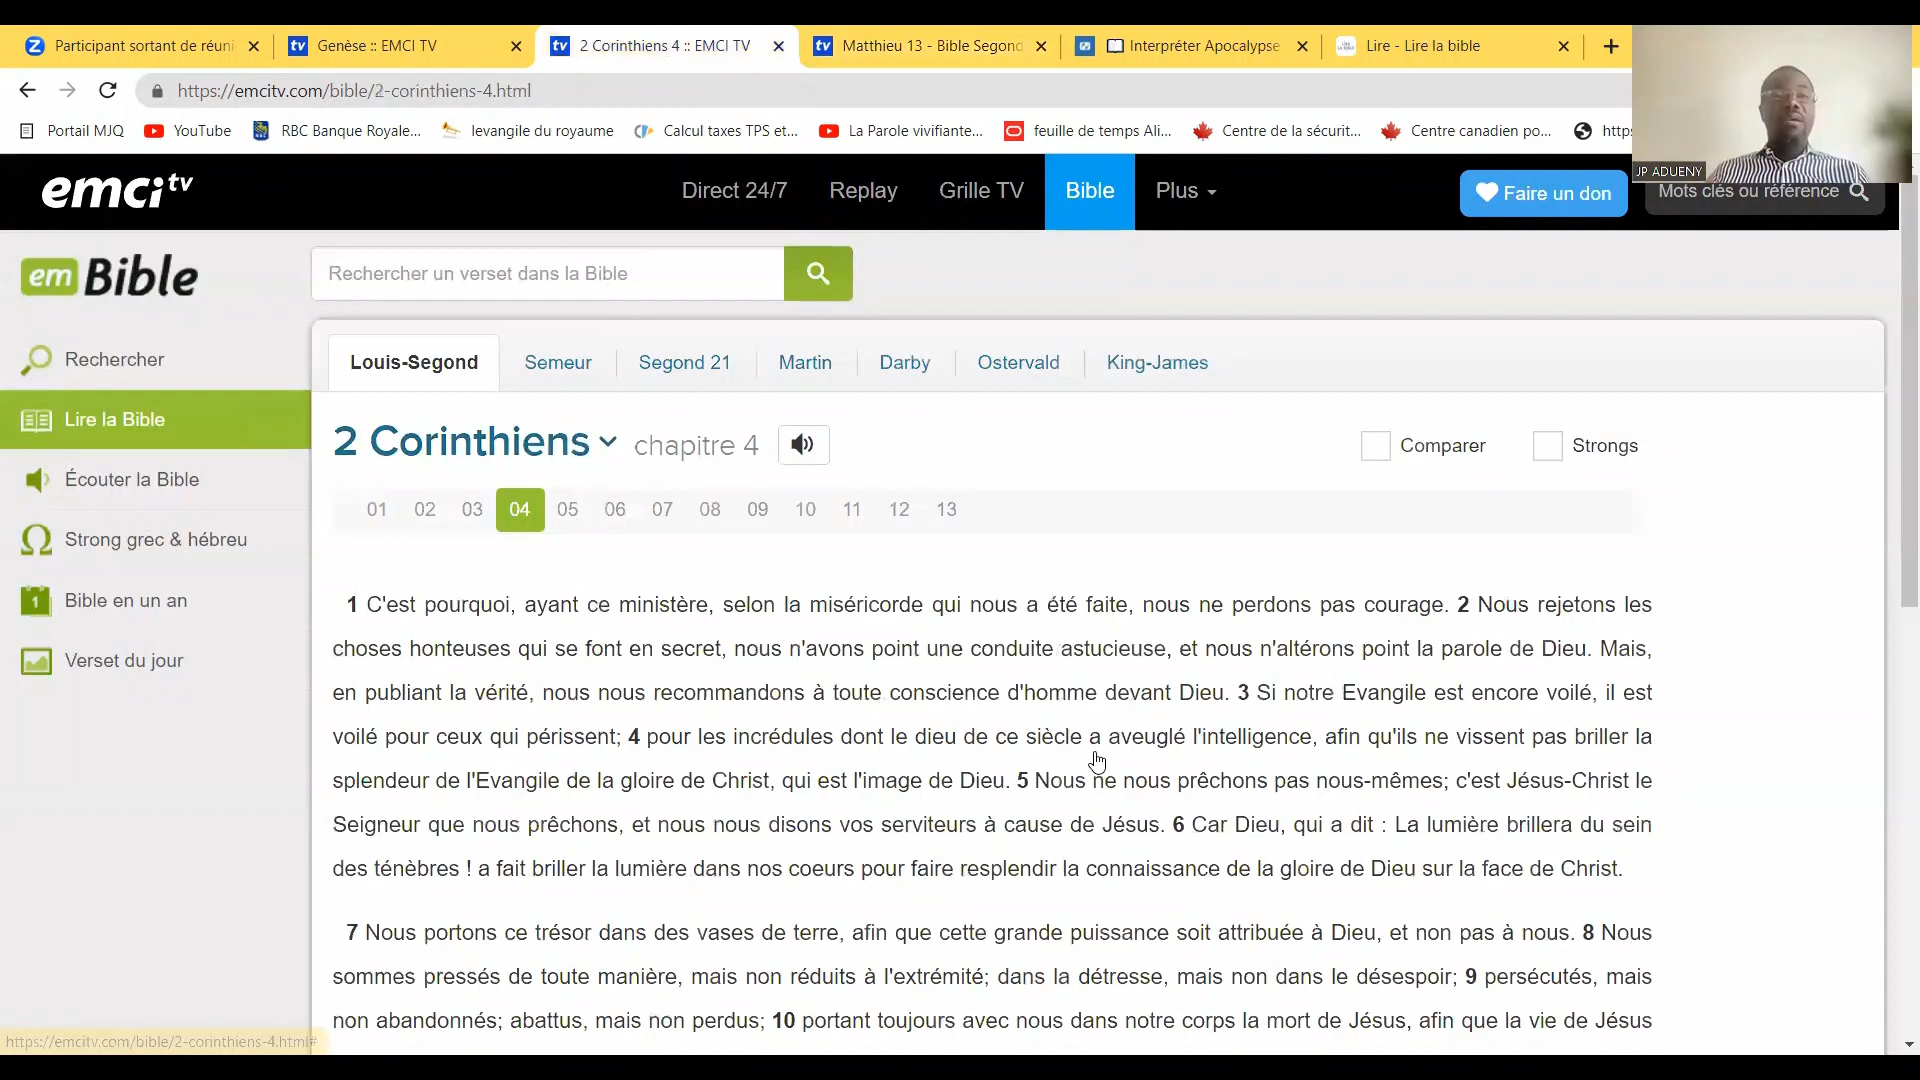 Participant sortant de réuni
Genèse :: EMCI TV
2 Corinthiens 4 :: EMCI TV
Matthieu 13 - Bible Segond
Interpréter Apocalypse
Lire - Lire la bible
https://emcitv.com/bible/2-corinthiens-4.html
Portail MJQ
YouTube
RBC Banque Royale...
levangile du royaume
Calcul taxes TPS et...
La Parole vivifiante...
feuille de temps Ali...
Centre de la sécurit...
Centre canadien po...
https
JP ADUENY
emci tv
Direct 24/7
Replay
Grille TV
Bible
Plus
Faire un don
Mots clés ou référence
em Bible
Rechercher un verset dans la Bible
Rechercher
Lire la Bible
Écouter la Bible
Strong grec & hébreu
1 Bible en un an
Verset du jour
Louis-Segond
Semeur
Segond 21
Martin
Darby
Ostervald
King-James
2 Corinthiens chapitre 4
Comparer
Strongs
01 02 03 04 05 06 07 08 09 10 11 12 13
1 C'est pourquoi, ayant ce ministère, selon la miséricorde qui nous a été faite, nous ne perdons pas courage. 2 Nous rejetons les
choses honteuses qui se font en secret, nous n'avons point une conduite astucieuse, et nous n'altérons point la parole de Dieu. Mais,
en publiant la vérité, nous nous recommandons à toute conscience d'homme devant Dieu. 3 Si notre Evangile est encore voilé, il est
voilé pour ceux qui périssent; 4 pour les incrédules dont le dieu de ce siècle a aveuglé l'intelligence, afin qu'ils ne vissent pas briller la
splendeur de l'Evangile de la gloire de Christ, qui est l'image de Dieu. 5 Nous ne nous prêchons pas nous-mêmes; c'est Jésus-Christ le
Seigneur que nous prêchons, et nous nous disons vos serviteurs à cause de Jésus. 6 Car Dieu, qui a dit : La lumière brillera du sein
des ténèbres ! a fait briller la lumière dans nos coeurs pour faire resplendir la connaissance de la gloire de Dieu sur la face de Christ.
7 Nous portons ce trésor dans des vases de terre, afin que cette grande puissance soit attribuée à Dieu, et non pas à nous. 8 Nous
sommes pressés de toute manière, mais non réduits à l'extrémité; dans la détresse, mais non dans le désespoir; 9 persécutés, mais
non abandonnés; abattus, mais non perdus; 10 portant toujours avec nous dans notre corps la mort de Jésus, afin que la vie de Jésus
https://emcitv.com/bible/2-corinthiens-4.html#